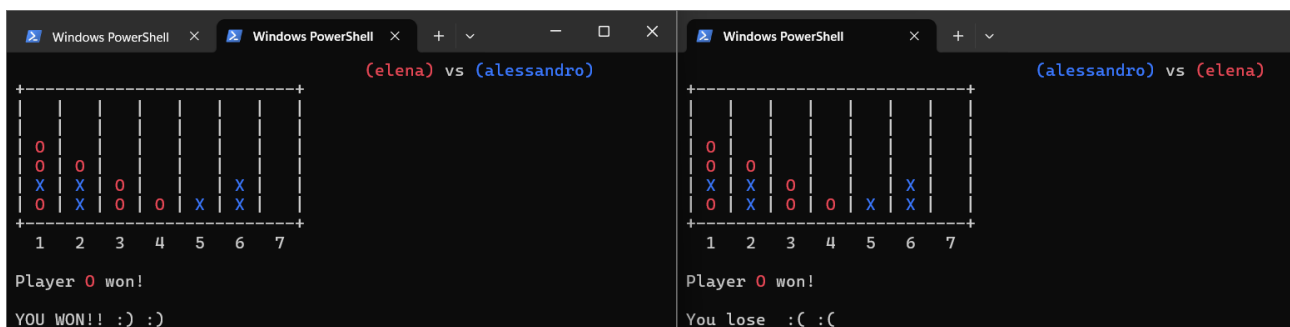 Windows PowerShell
Windows PowerShell
(elena) vs (alessandro)
+---------------------------+
|   |   |   |   |   |   |   |
|   |   |   |   |   |   |   |
| O |   |   |   |   |   |   |
| O | O |   |   |   |   |   |
| X | X | O |   |   | X |   |
| O | X | O | O | X | X |   |
+---------------------------+
1 2 3 4 5 6 7
Player O won!
YOU WON!! :) :)
Windows PowerShell
(alessandro) vs (elena)
+---------------------------+
|   |   |   |   |   |   |   |
|   |   |   |   |   |   |   |
| O |   |   |   |   |   |   |
| O | O |   |   |   |   |   |
| X | X | O |   |   | X |   |
| O | X | O | O | X | X |   |
+---------------------------+
1 2 3 4 5 6 7
Player O won!
You lose  :( :(